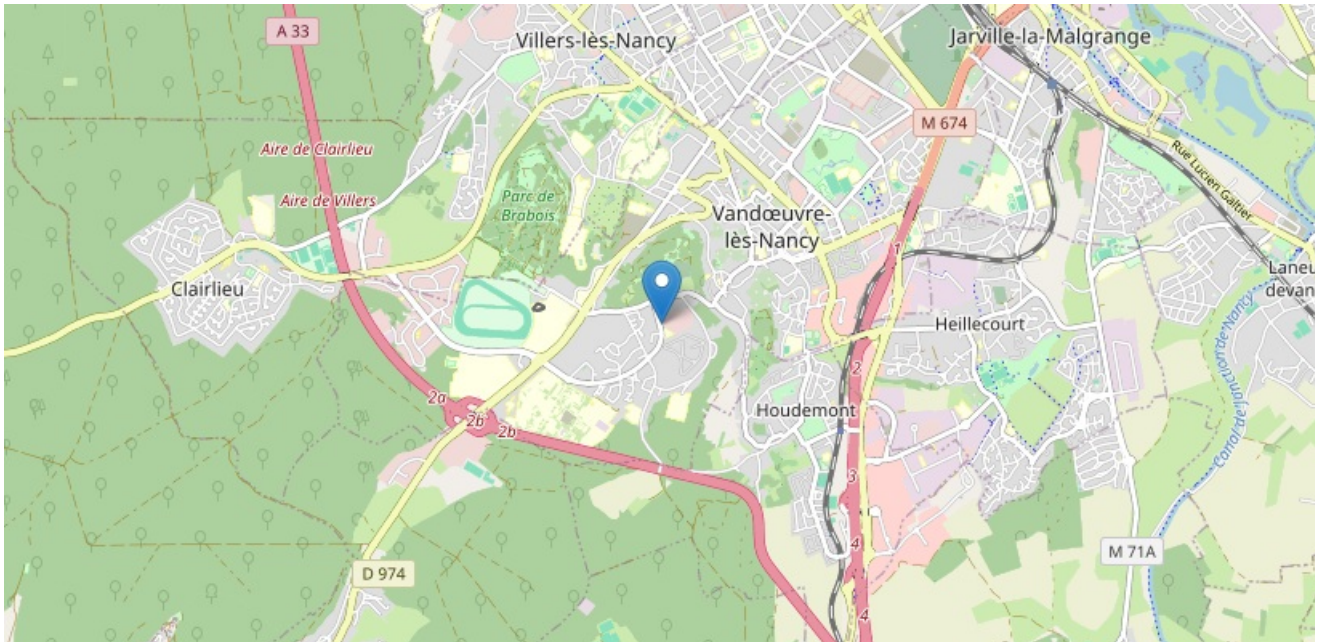 A 33
Villers-lès-Nancy
Jarville-la-Malgrange
M 674
Aire de Clairlieu
Rue Lucien Galtier
Aire de Villers
Parc de
Brabois
Vandœuvre-
lès-Nancy
1
Clairlieu
Laneu
devan
Heillecourt
Canal de Jonction de Nancy
2
2a
2b
2b
Houdemont
3
4
M 71A
D 974
4